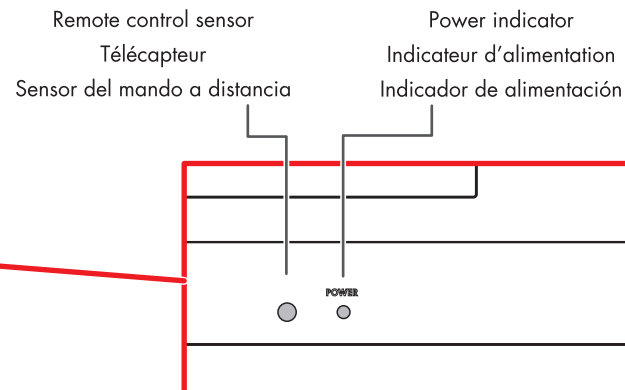 Remote control sensor
Télécapteur
Sensor del mando a distancia
Power indicator
Indicateur d’alimentation
Indicador de alimentación
POWER